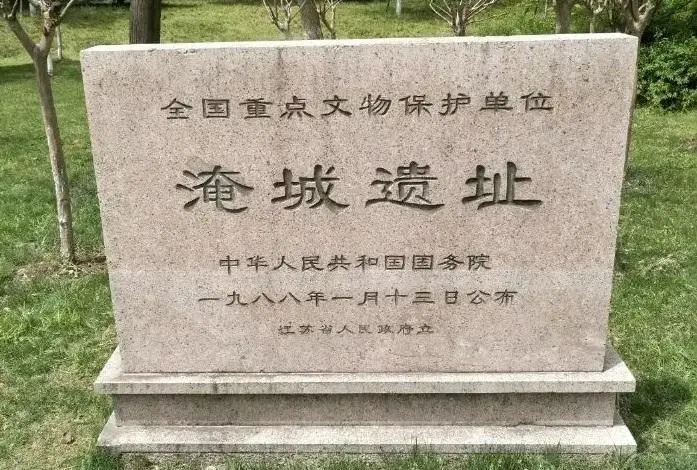 全国重点文物保护单位
淹城遗址
中华人民共和国国务院
一九八八年一月十三日公布
江苏省人民政府立